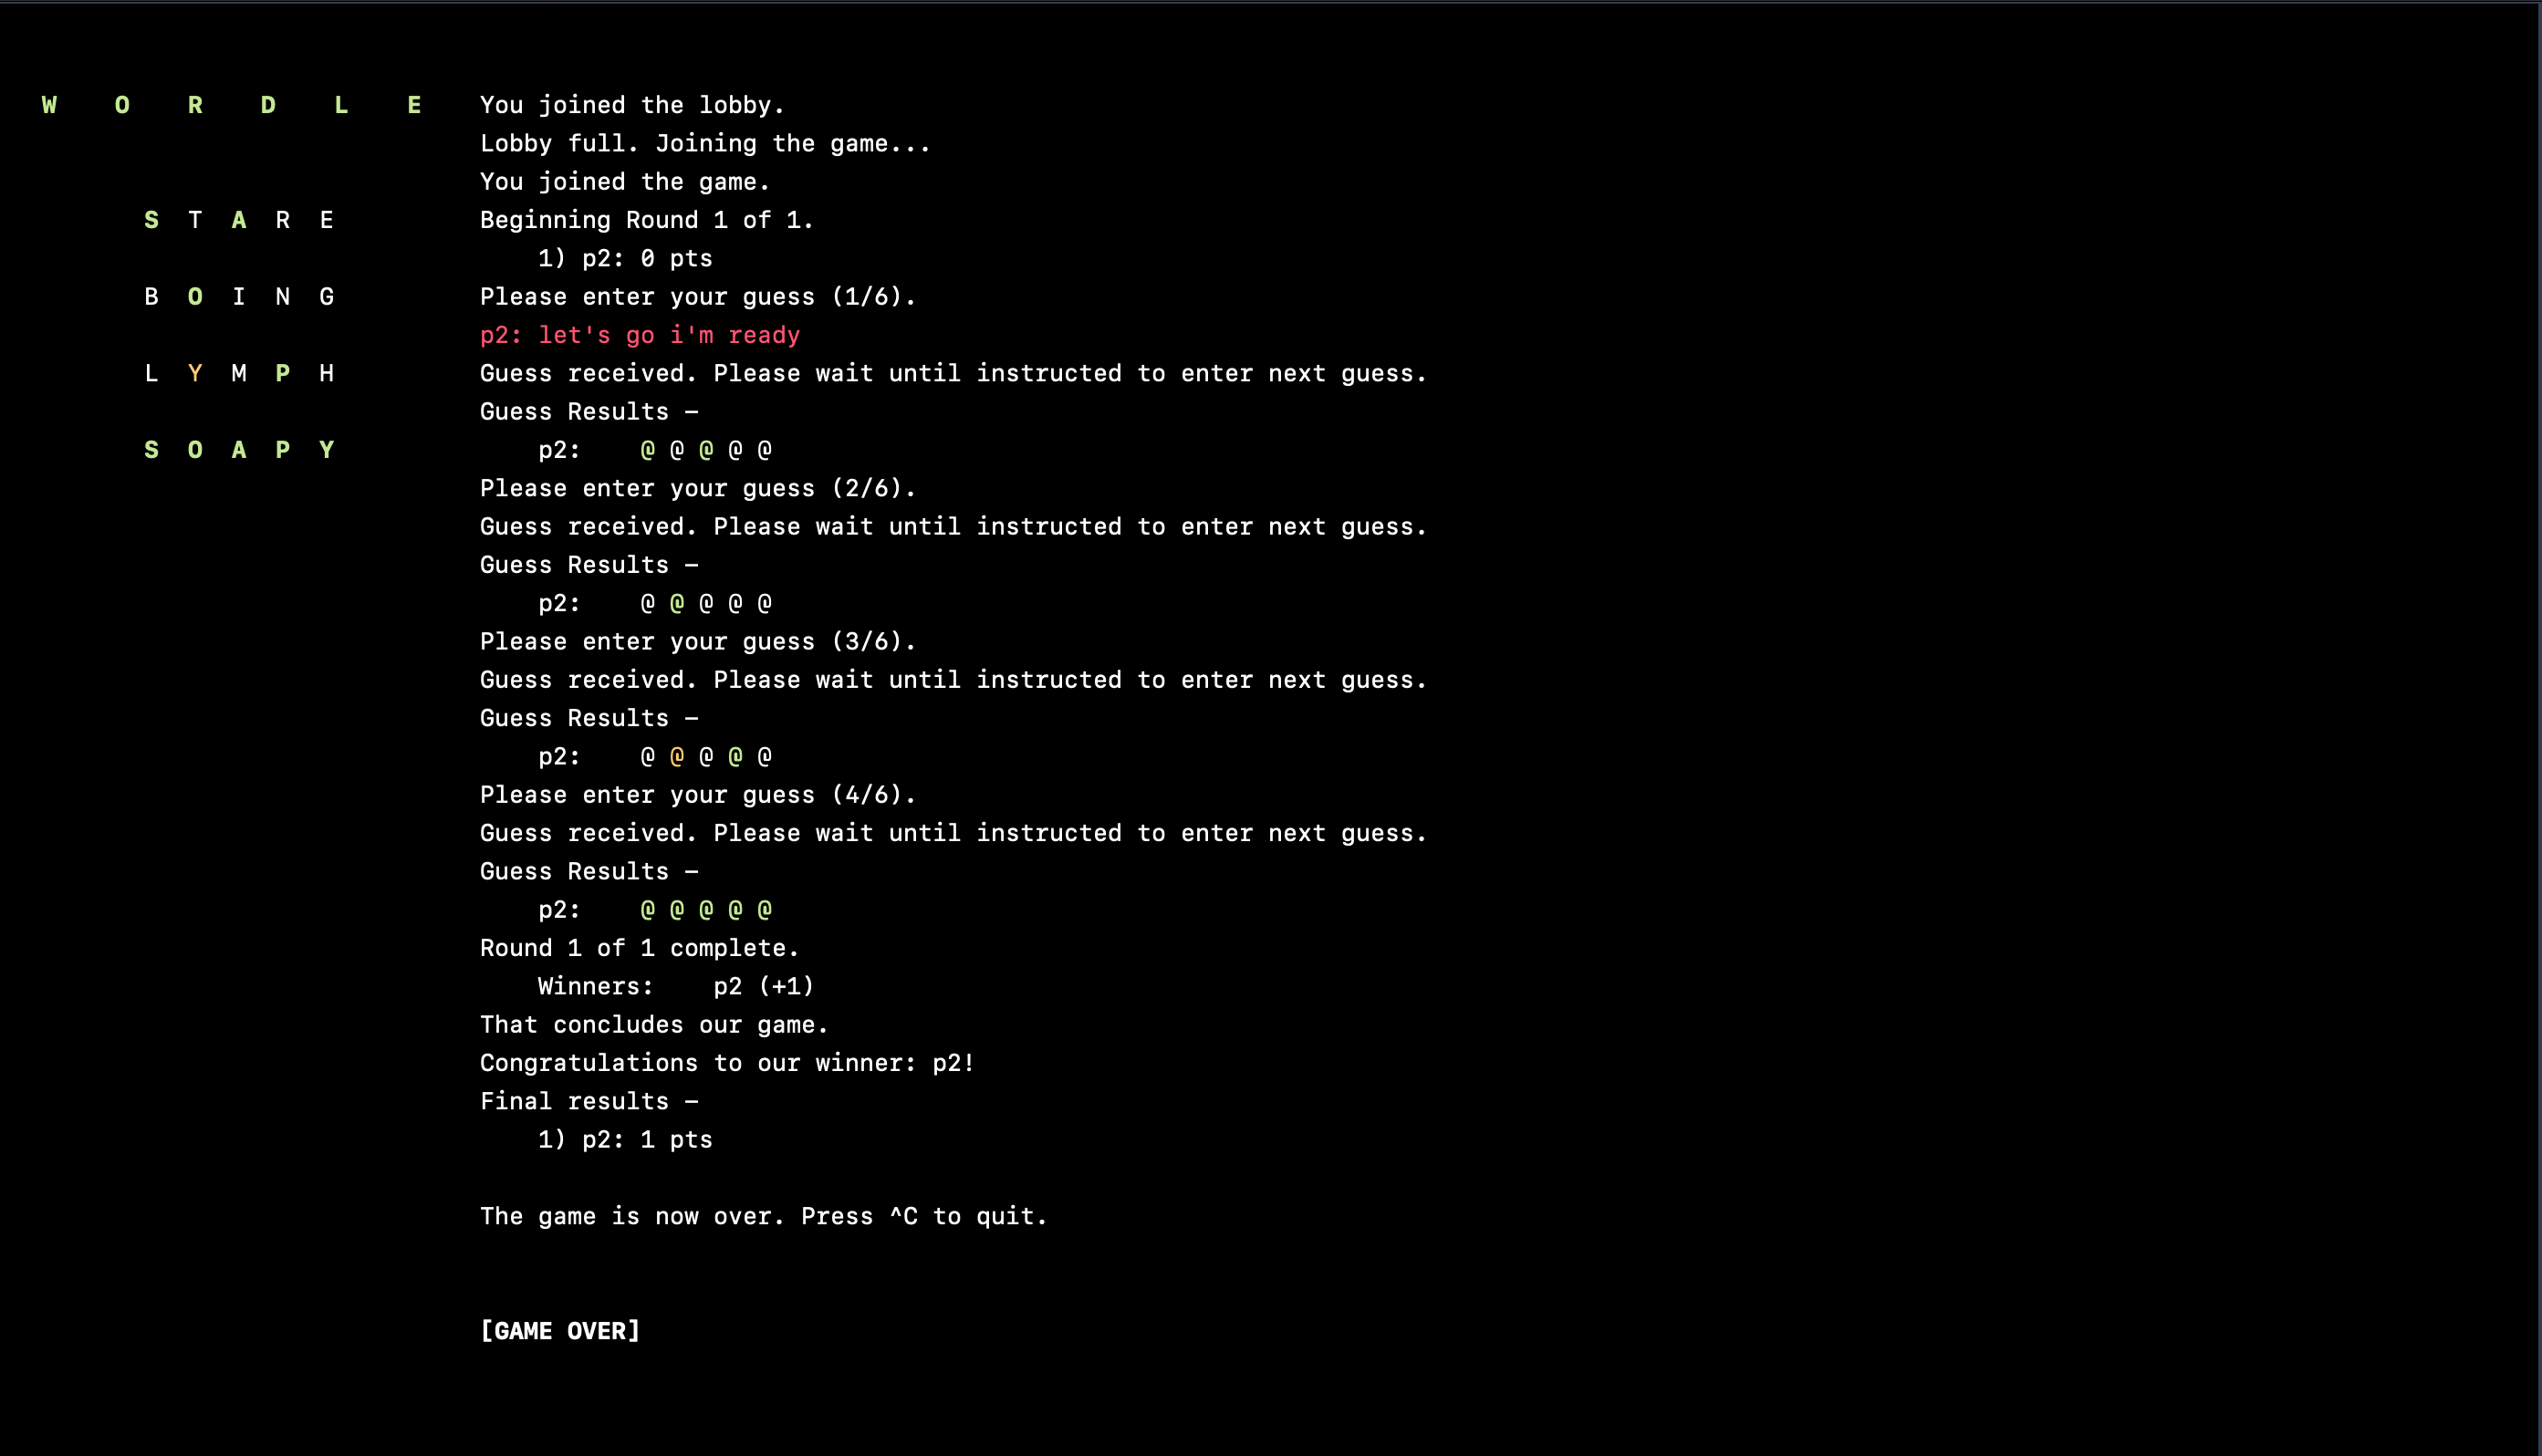 W O R D L E
S T A R E
B O I N G
L Y M P H
S O A P Y
You joined the lobby.
Lobby full. Joining the game...
You joined the game.
Beginning Round 1 of 1.
1) p2: 0 pts
Please enter your guess (1/6).
p2: let's go i'm ready
Guess received. Please wait until instructed to enter next guess.
Guess Results –
p2: @ @ @ @ @
Please enter your guess (2/6).
Guess received. Please wait until instructed to enter next guess.
Guess Results –
p2: @ @ @ @ @
Please enter your guess (3/6).
Guess received. Please wait until instructed to enter next guess.
Guess Results –
p2: @ @ @ @ @
Please enter your guess (4/6).
Guess received. Please wait until instructed to enter next guess.
Guess Results –
p2: @ @ @ @ @
Round 1 of 1 complete.
Winners: p2 (+1)
That concludes our game.
Congratulations to our winner: p2!
Final results –
1) p2: 1 pts
The game is now over. Press ^C to quit.
[GAME OVER]